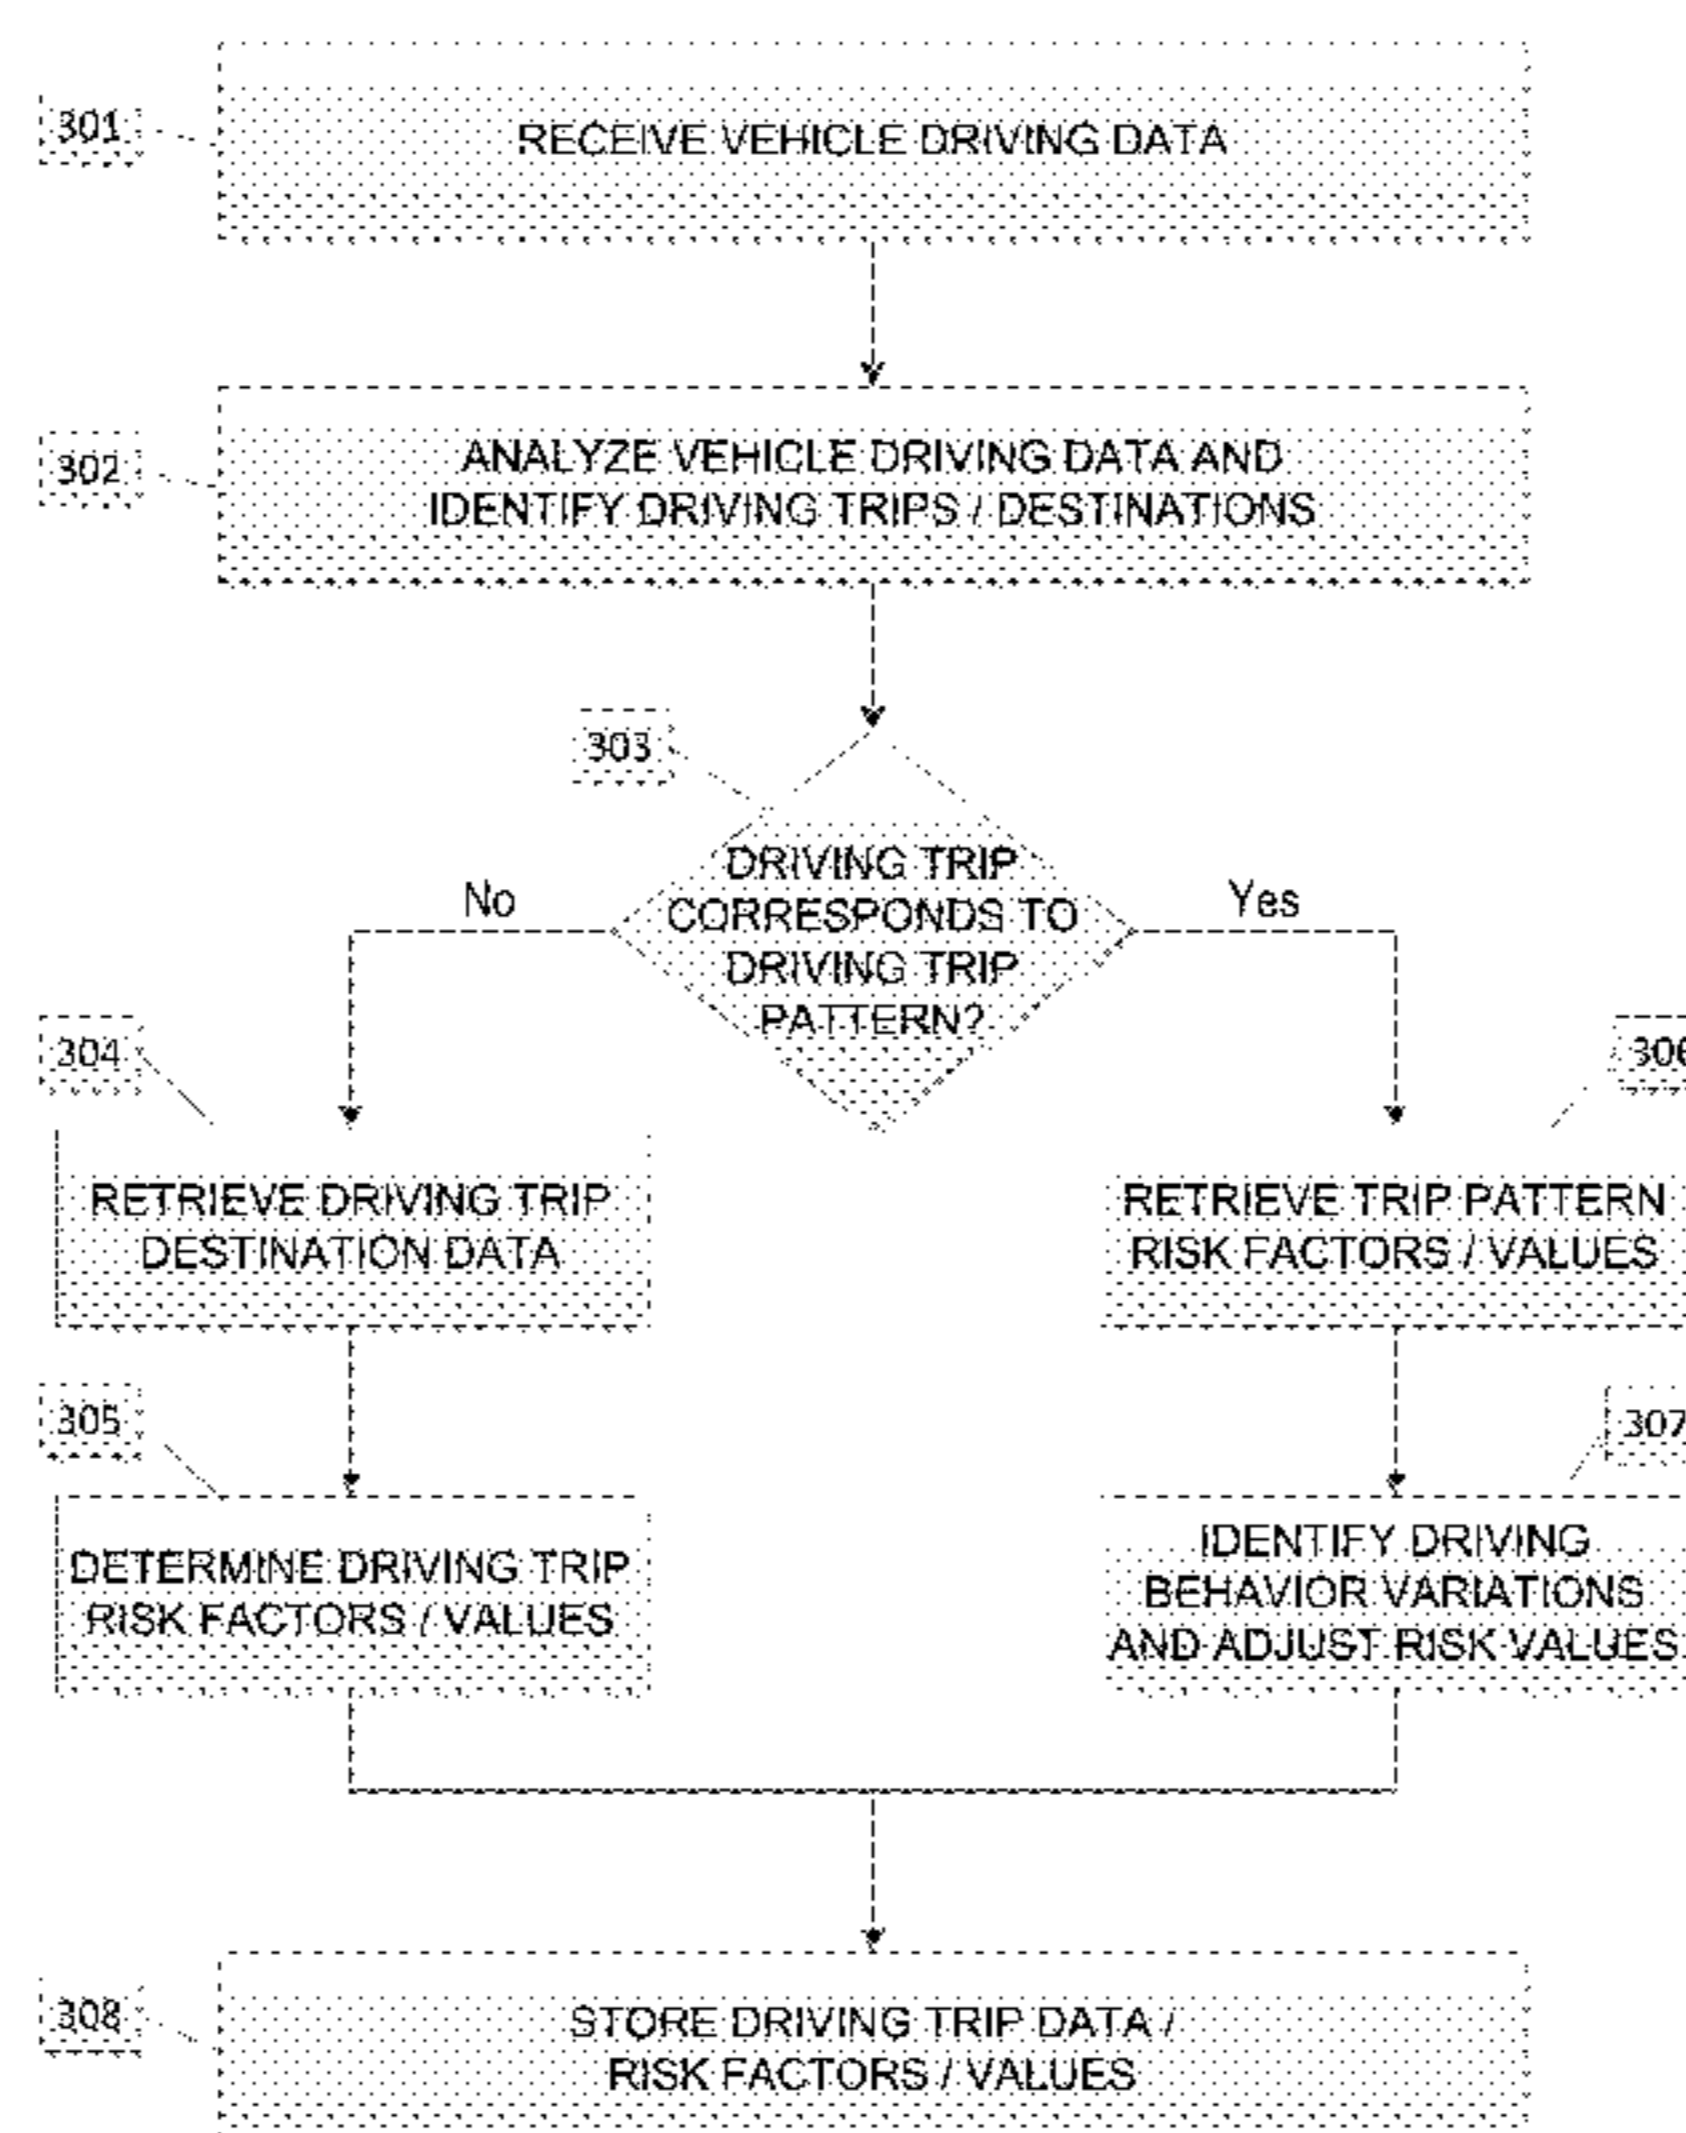 301
RECEIVE VEHICLE DRIVING DATA
302
ANALYZE VEHICLE DRIVING DATA AND
IDENTIFY DRIVING TRIPS / DESTINATIONS
303
DRIVING TRIP
CORRESPONDS TO
DRIVING TRIP
PATTERN?
No
Yes
304
306
RETRIEVE DRIVING TRIP
DESTINATION DATA
RETRIEVE TRIP PATTERN
RISK FACTORS / VALUES
305
307
DETERMINE DRIVING TRIP
RISK FACTORS / VALUES
IDENTIFY DRIVING
BEHAVIOR VARIATIONS
AND ADJUST RISK VALUES
308
STORE DRIVING TRIP DATA /
RISK FACTORS / VALUES